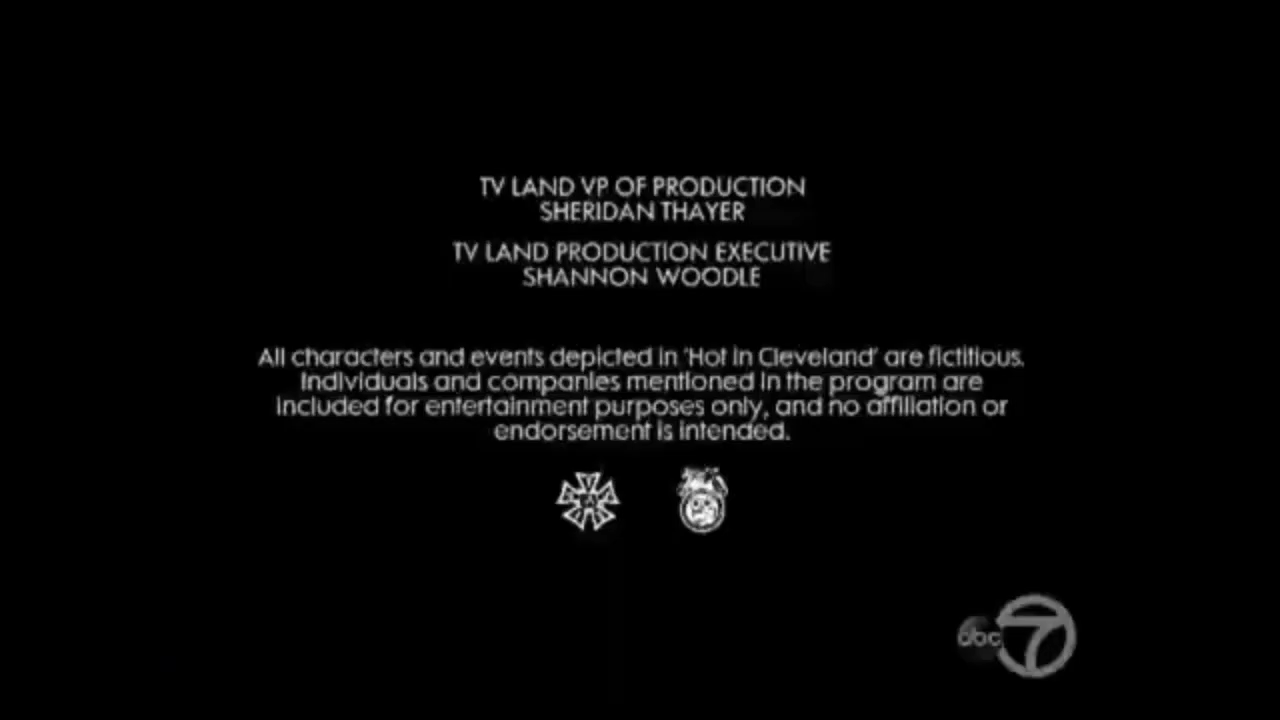 TV LAND VP OF PRODUCTION
SHERIDAN THAYER
TV LAND PRODUCTION EXECUTIVE
SHANNON WOODLE
All characters and events depicted in 'Hot in Cleveland' are fictitious.
Individuals and companies mentioned in the program are
included for entertainment purposes only, and no affiliation or
endorsement is intended.
abc 7